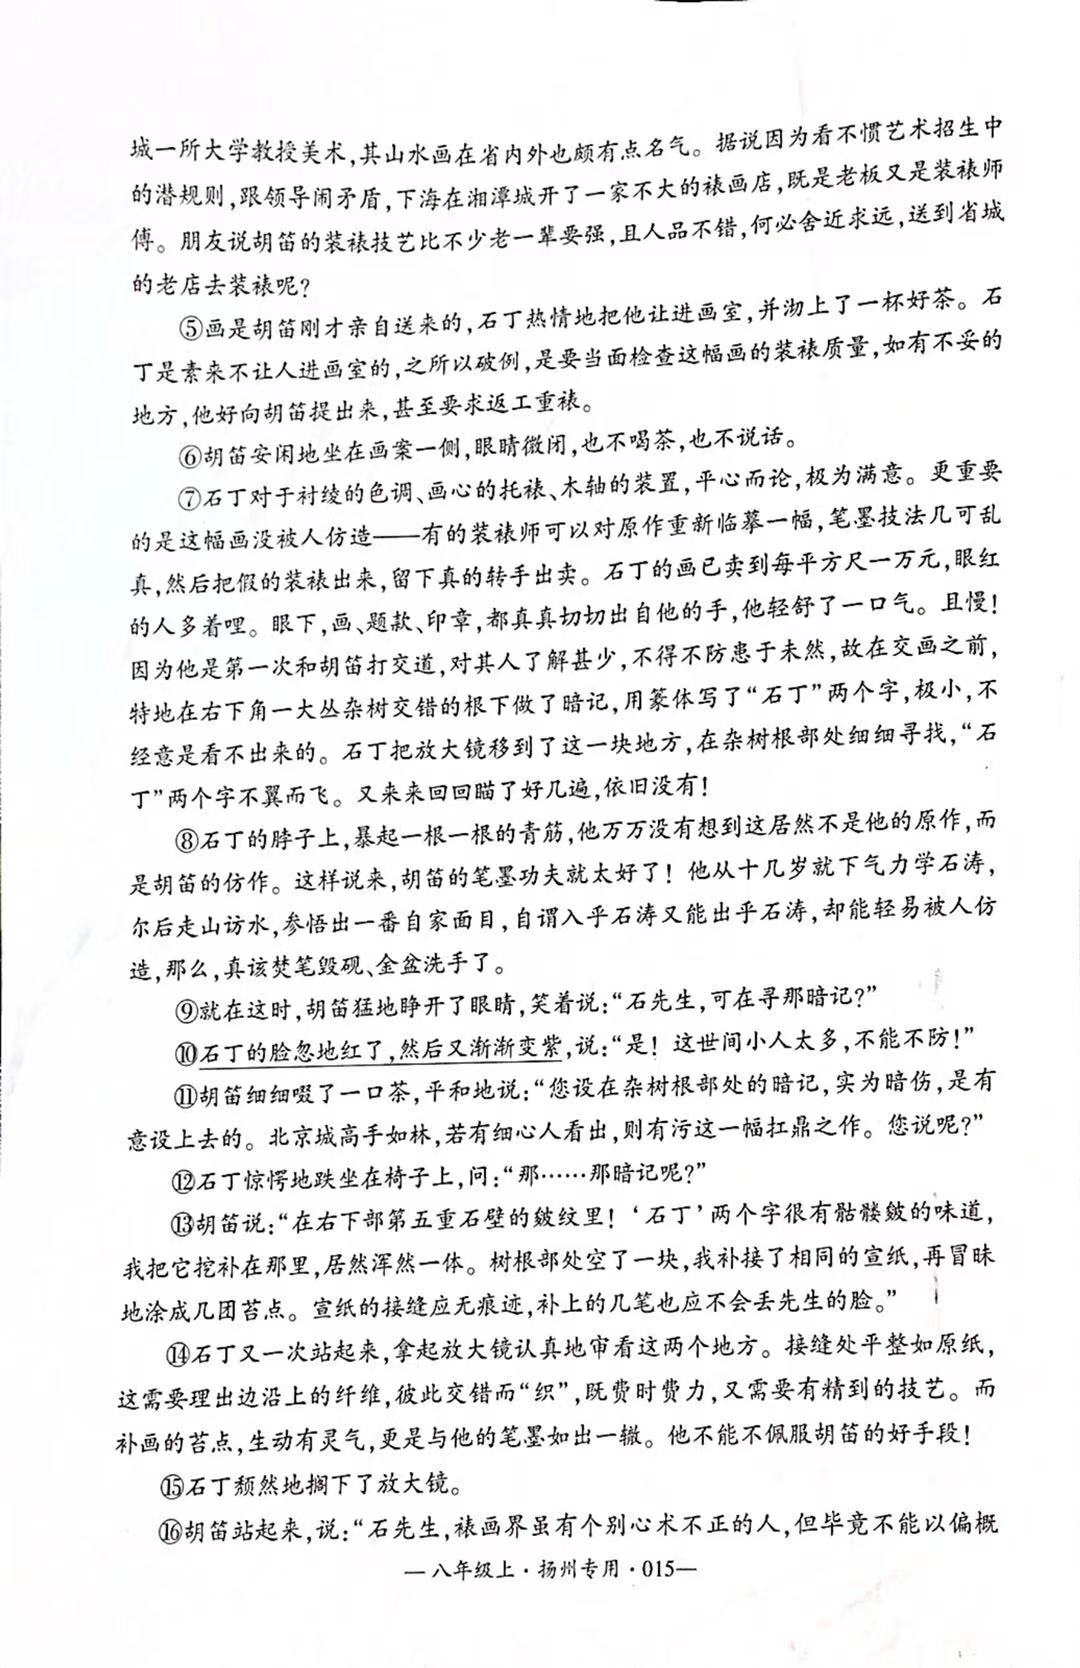 城一所大学教授美术,其山水画在省内外也颇有点名气。据说因为看不惯艺术招生中
的潜规则,跟领导闹矛盾,下海在湘潭城开了一家不大的裱画店,既是老板又是装裱师
傅。朋友说胡笛的装裱技艺比不少老一辈要强,且人品不错,何必舍近求远,送到省城
的老店去装裱呢?
⑤画是胡笛刚才亲自送来的,石丁热情地把他让进画室,并沏上了一杯好茶。石
丁是素来不让人进画室的,之所以破例,是要当面检查这幅画的装裱质量,如有不妥的
地方,他好向胡笛提出来,甚至要求返工重裱。
⑥胡笛安闲地坐在画案一侧,眼睛微闭,也不喝茶,也不说话。
⑦石丁对于衬绫的色调、画心的托裱、木轴的装置,平心而论,极为满意。更重要
的是这幅画没被人仿造——有的装裱师可以对原作重新临摹一幅,笔墨技法几可乱
真,然后把假的装裱出来,留下真的转手出卖。石丁的画已卖到每平方尺一万元,眼红
的人多着哩。眼下,画、题款、印章,都真真切切出自他的手,他轻舒了一口气。且慢!
因为他是第一次和胡笛打交道,对其人了解甚少,不得不防患于未然,故在交画之前,
特地在右下角一大丛杂树交错的根下做了暗记,用篆体写了“石丁”两个字,极小,不
经意是看不出来的。石丁把放大镜移到了这一块地方,在杂树根部处细细寻找,“石
丁”两个字不翼而飞。又来来回回瞄了好几遍,依旧没有!
⑧石丁的脖子上,暴起一根一根的青筋,他万万没有想到这居然不是他的原作,而
是胡笛的仿作。这样说来,胡笛的笔墨功夫就太好了!他从十几岁就下气力学石涛,
尔后走山访水,参悟出一番自家面目,自谓入乎石涛又能出乎石涛,却能轻易被人仿
造,那么,真该焚笔毁砚、金盆洗手了。
⑨就在这时,胡笛猛地睁开了眼睛,笑着说:“石先生,可在寻那暗记?”
⑩石丁的脸忽地红了,然后又渐渐变紫,说:“是!这世间小人太多,不能不防!”
⑪胡笛细细啜了一口茶,平和地说:“您设在杂树根部处的暗记,实为暗伤,是有
意设上去的。北京城高手如林,若有细心人看出,则有污这一幅扛鼎之作。您说呢?”
⑫石丁惊愕地跌坐在椅子上,问:“那……那暗记呢?”
⑬胡笛说:“在右下部第五重石壁的皴纹里!‘石丁’两个字很有骷髅皴的味道,
我把它挖补在那里,居然浑然一体。树根部处空了一块,我补接了相同的宣纸,再冒昧
地涂成几团苔点。宣纸的接缝应无痕迹,补上的几笔也应不会丢先生的脸。”
⑭石丁又一次站起来,拿起放大镜认真地审看这两个地方。接缝处平整如原纸,
这需要理出边沿上的纤维,彼此交错而“织”,既费时费力,又需要有精到的技艺。而
补画的苔点,生动有灵气,更是与他的笔墨如出一辙。他不能不佩服胡笛的好手段!
⑮石丁颓然地搁下了放大镜。
⑯胡笛站起来,说:“石先生,裱画界虽有个别心术不正的人,但毕竟不能以偏概
—八年级上·扬州专用·015—